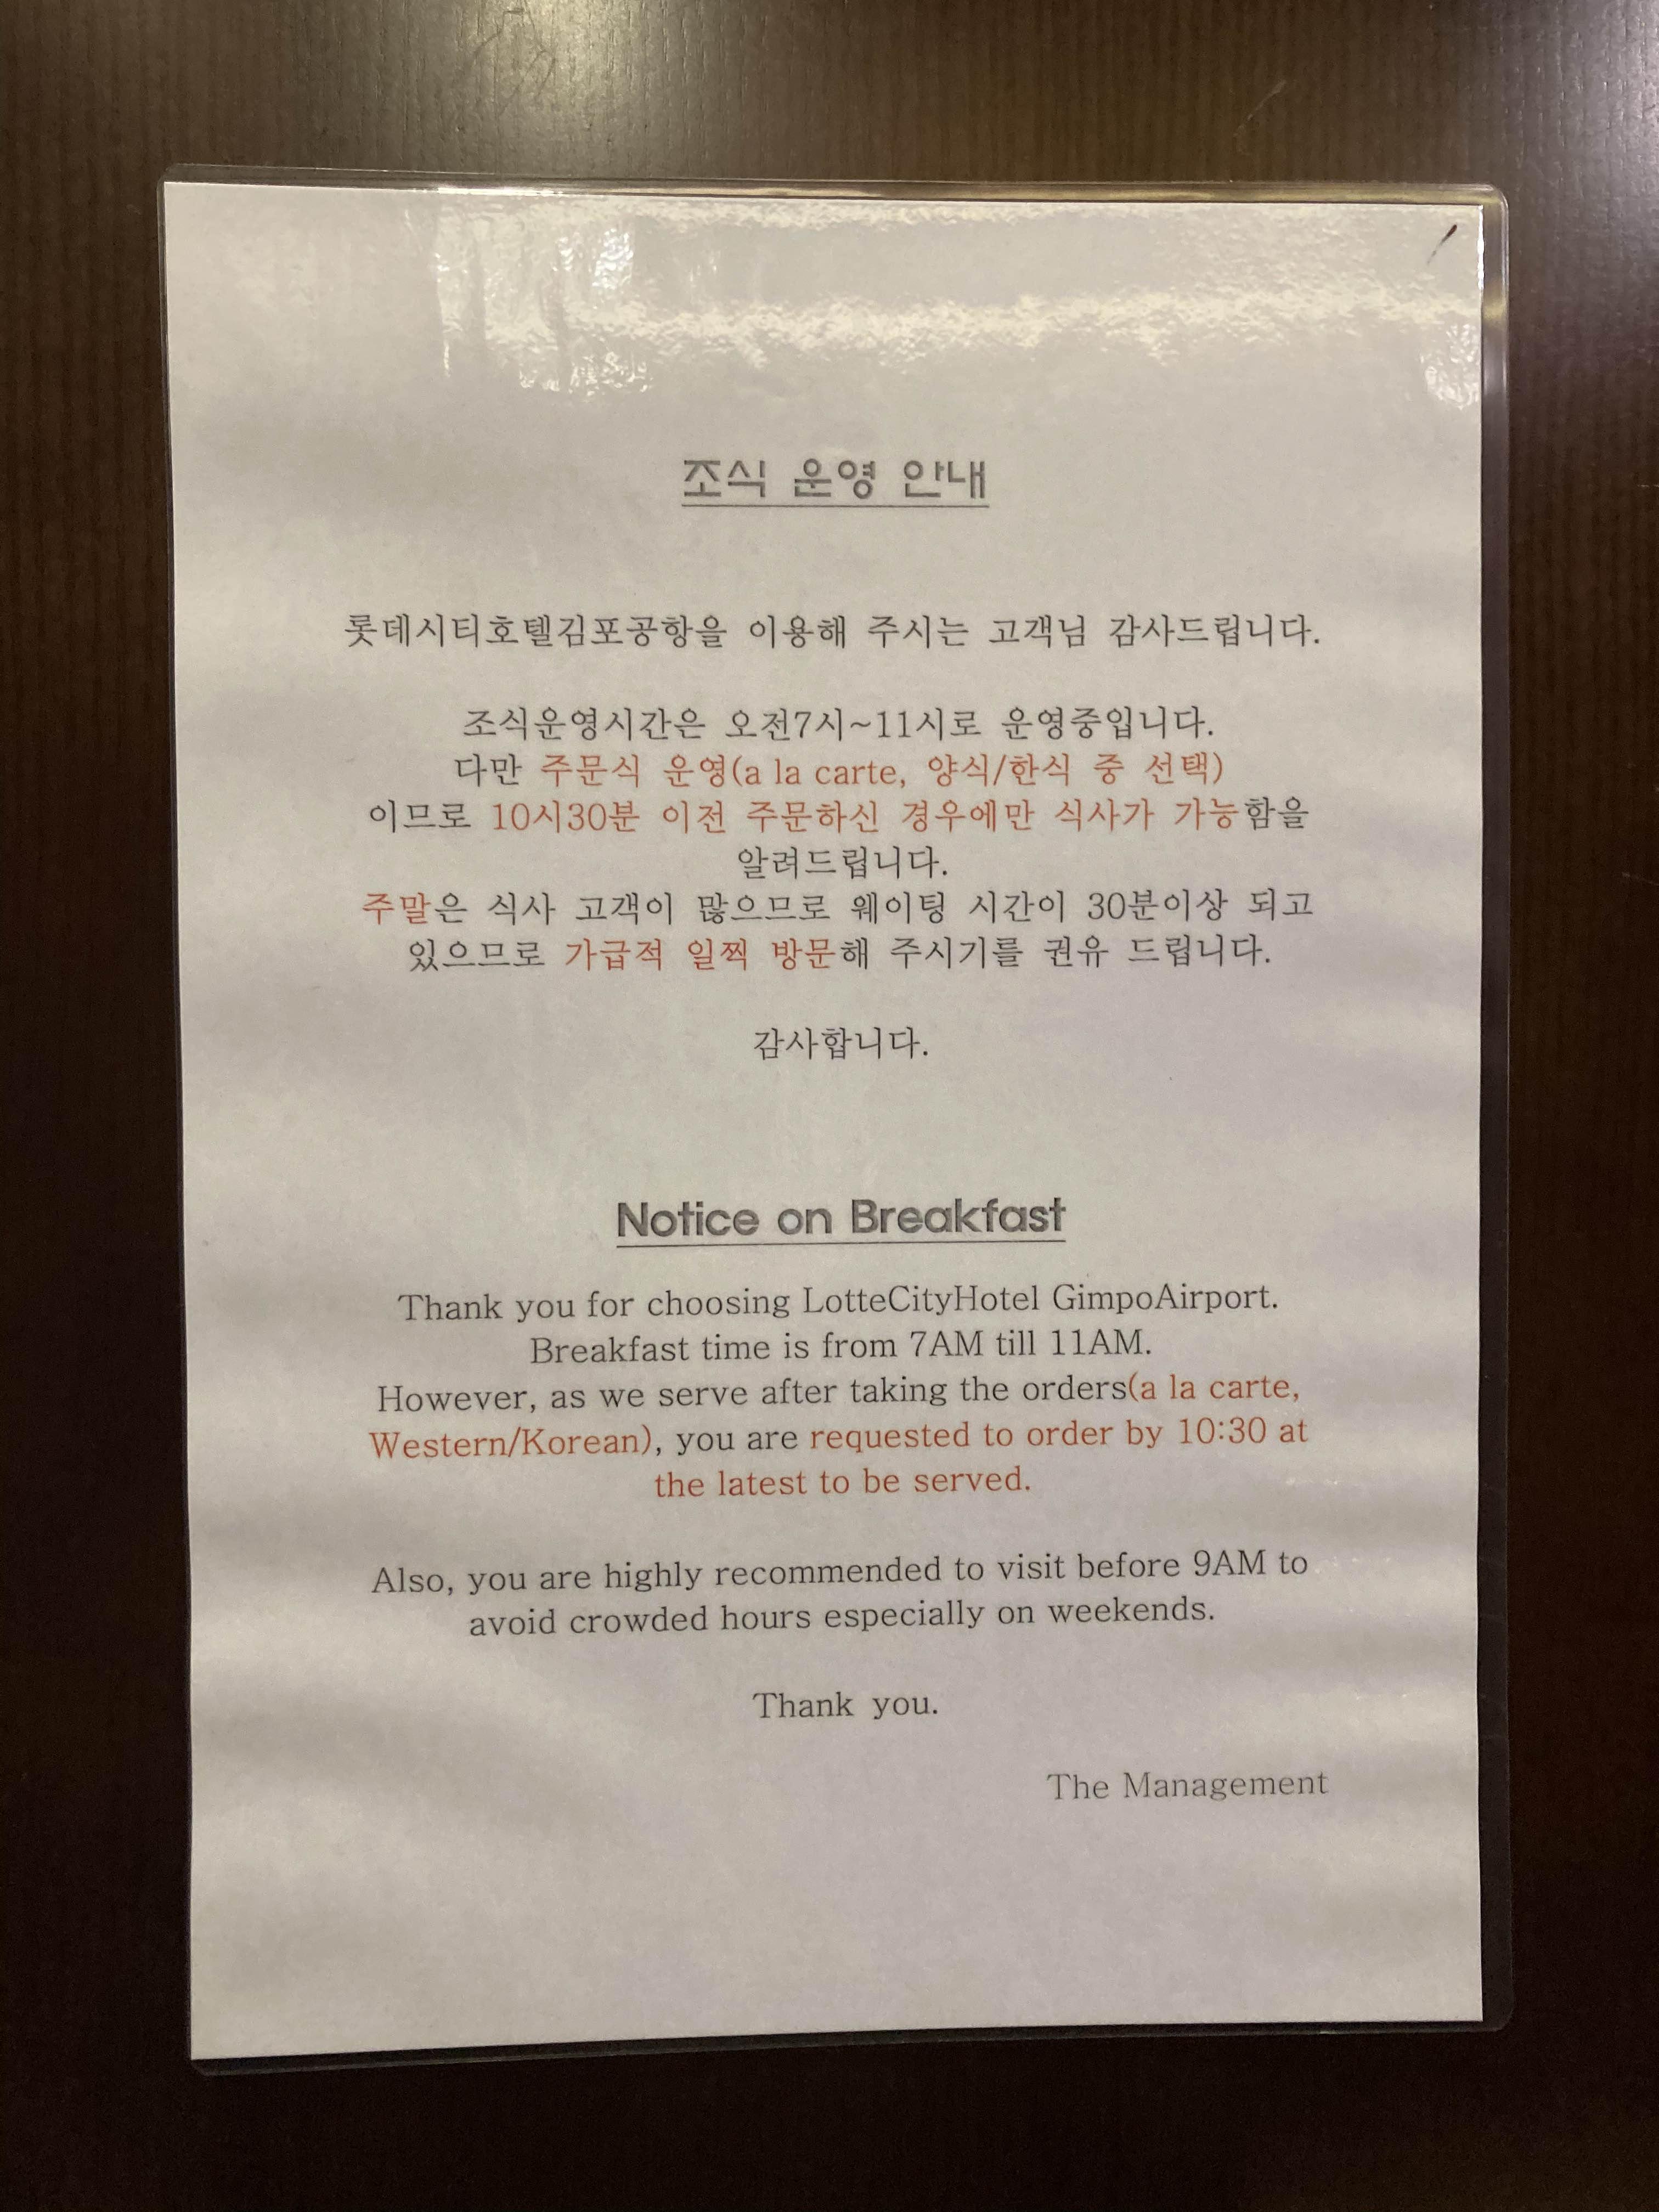 조식 운영 안내
롯데시티호텔김포공항을 이용해 주시는 고객님 감사드립니다.
조식운영시간은 오전7시~11시로 운영중입니다.
다만 주문식 운영(a la carte, 양식/한식 중 선택)
이므로 10시30분 이전 주문하신 경우에만 식사가 가능함을
알려드립니다.
주말은 식사 고객이 많으므로 웨이팅 시간이 30분이상 되고
있으므로 가급적 일찍 방문해 주시기를 권유 드립니다.
감사합니다.
Notice on Breakfast
Thank you for choosing LotteCityHotel GimpoAirport.
Breakfast time is from 7AM till 11AM.
However, as we serve after taking the orders(a la carte,
Western/Korean), you are requested to order by 10:30 at
the latest to be served.
Also, you are highly recommended to visit before 9AM to
avoid crowded hours especially on weekends.
Thank you.
The Management